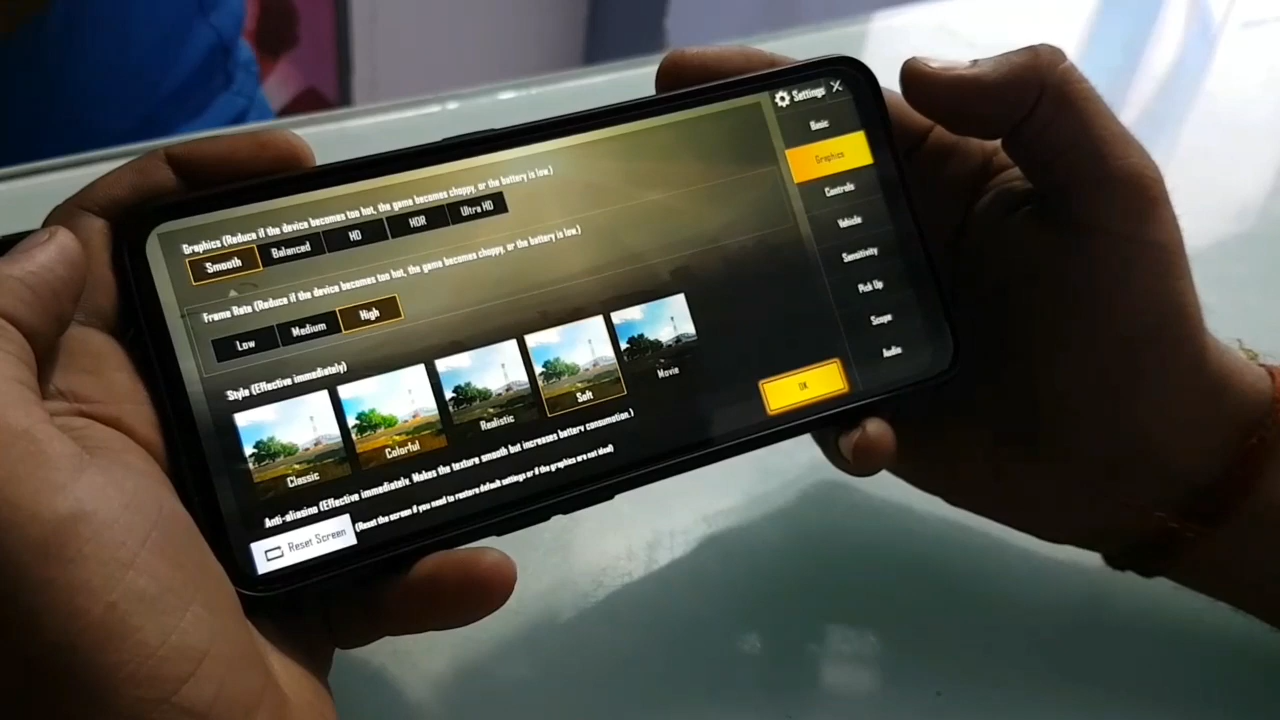 Settings
Basic
Graphics
Controls
Vehicle
Sensitivity
Pick Up
Scope
Audio
Graphics (Reduce if the device becomes too hot, the game becomes choppy, or the battery is low.)
Smooth Balanced HD HDR Ultra HD
Frame Rate (Reduce if the device becomes too hot, the game becomes choppy, or the battery is low.)
Low Medium High
Style (Effective immediately)
Classic Colorful Realistic Soft Movie
Anti-aliasing (Effective immediately. Makes the texture smooth but increases battery consumption.)
Reset Screen (Reset the screen if you need to restore default settings or if the graphics are not ideal)
OK